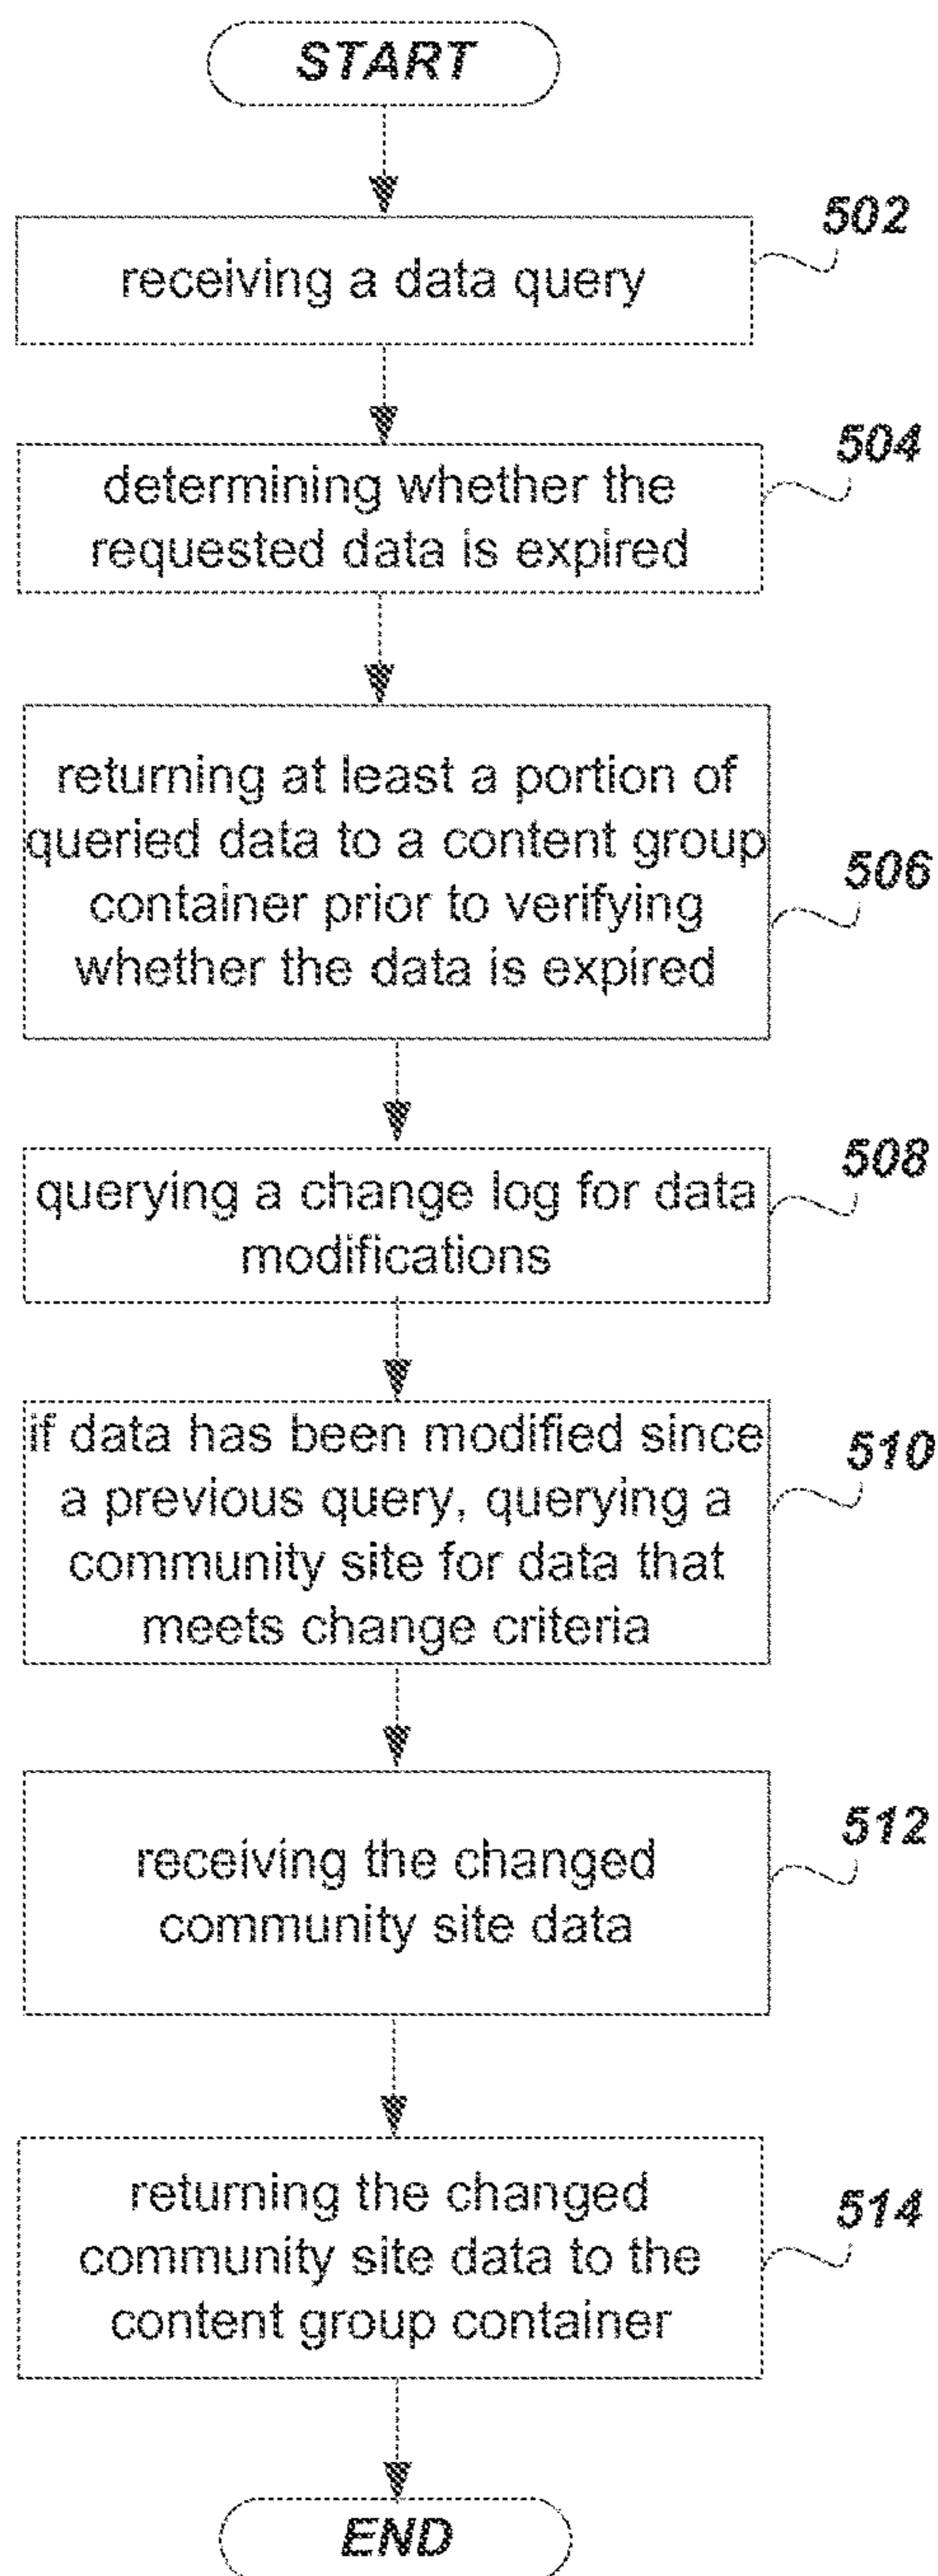 START
502
receiving a data query
504
determining whether the
requested data is expired
returning at least a portion of
queried data to a content group
506
container prior to verifying
whether the data is expired
508
querying a change log for data
modifications
if data has been modified since
510
a previous query, querying a
community site for data that
meets change criteria
512
receiving the changed
community site data
returning the changed
514
community site data to the
content group container
END